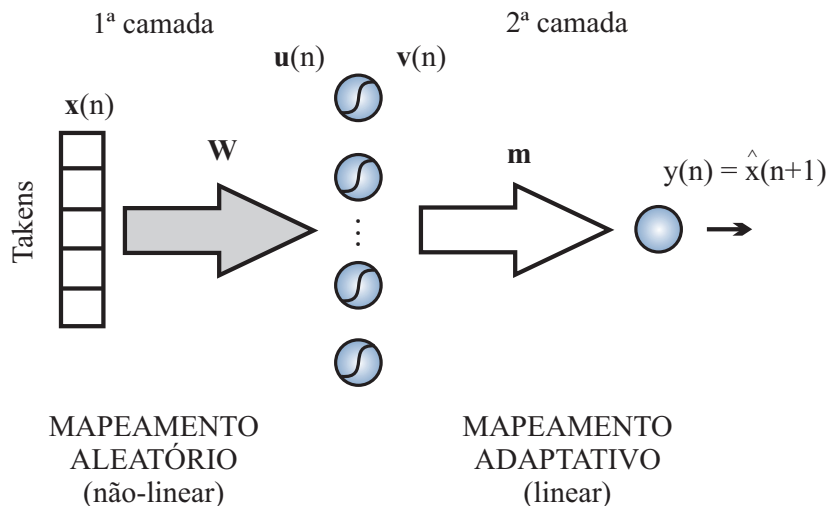 1ª camada
2ª camada
u(n)
v(n)
x(n)
W
m
y(n) = x̂(n+1)
Takens
...
MAPEAMENTO
ALEATÓRIO
(não-linear)
MAPEAMENTO
ADAPTATIVO
(linear)